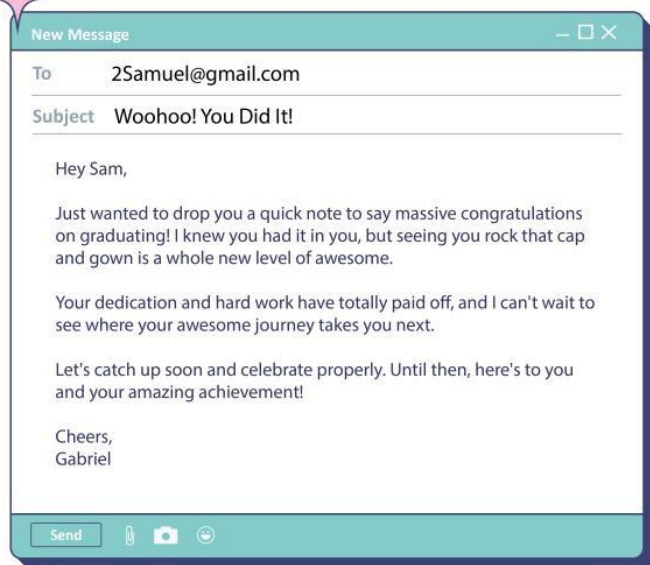 New Message
To 2Samuel@gmail.com
Subject Woohoo! You Did It!
Hey Sam,
Just wanted to drop you a quick note to say massive congratulations
on graduating! I knew you had it in you, but seeing you rock that cap
and gown is a whole new level of awesome.
Your dedication and hard work have totally paid off, and I can't wait to
see where your awesome journey takes you next.
Let's catch up soon and celebrate properly. Until then, here's to you
and your amazing achievement!
Cheers,
Gabriel
Send